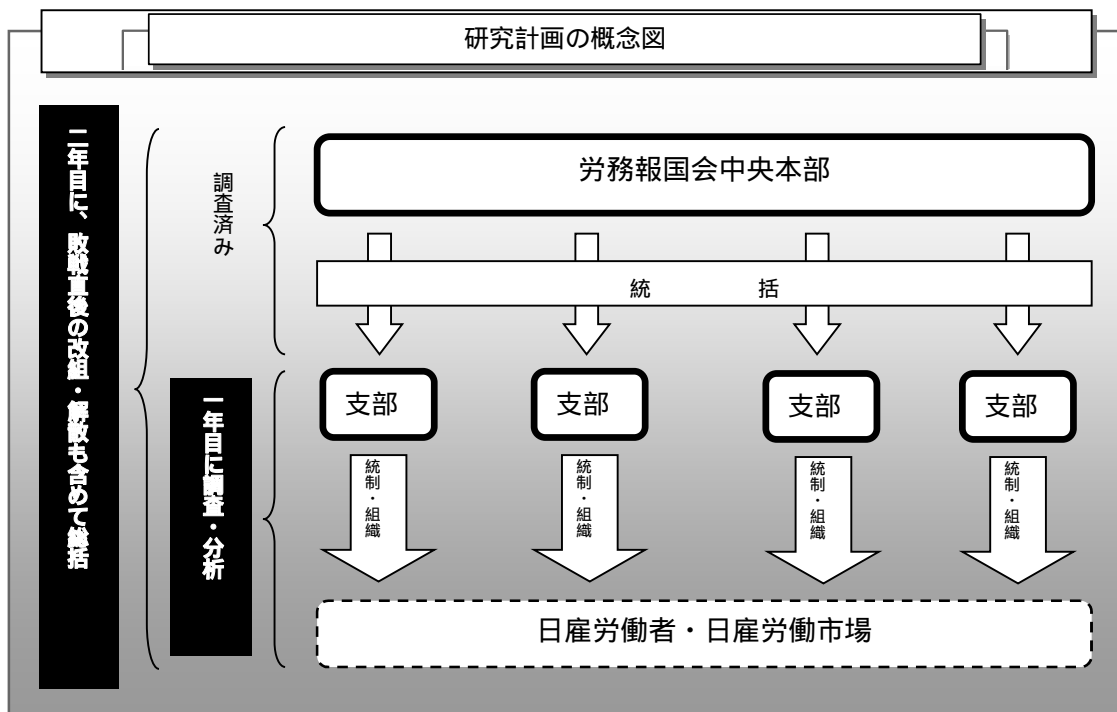 研究計画の概念図
二年目に、敗戦直後の改組・解散も含めて総括
調査済み
労務報国会中央本部
統　　　　　括
一年目に調査・分析
支部
支部
支部
支部
統制・組織
統制・組織
統制・組織
統制・組織
日雇労働者・日雇労働市場